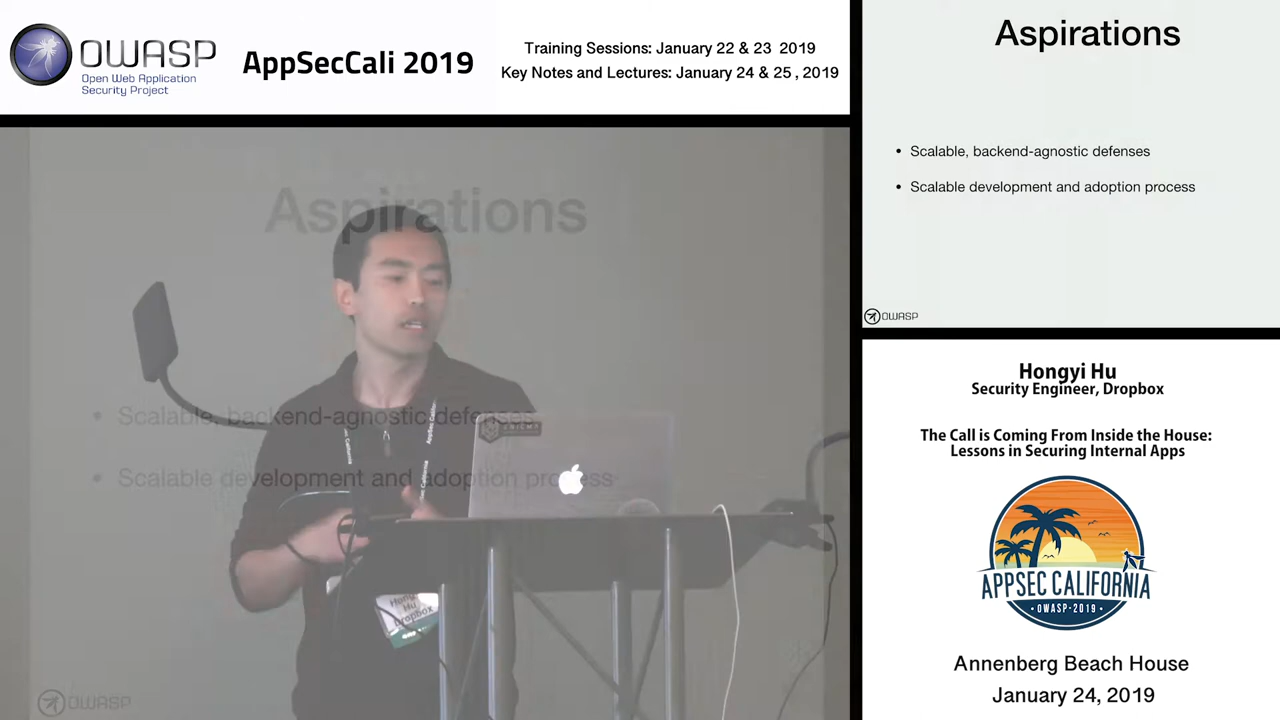 OWASP
Open Web Application
Security Project
AppSecCali 2019
Training Sessions: January 22 & 23 2019
Key Notes and Lectures: January 24 & 25 , 2019
Aspirations
• Scalable, backend-agnostic defenses
• Scalable development and adoption process
OWASP
Aspirations
• Scalable, backend-agnostic defenses
• Scalable development and adoption process
Hu
Dropbox
OWASP
Hongyi Hu
Security Engineer, Dropbox
The Call is Coming From Inside the House:
Lessons in Securing Internal Apps
APPSEC CALIFORNIA
• OWASP-2019 •
Annenberg Beach House
January 24, 2019